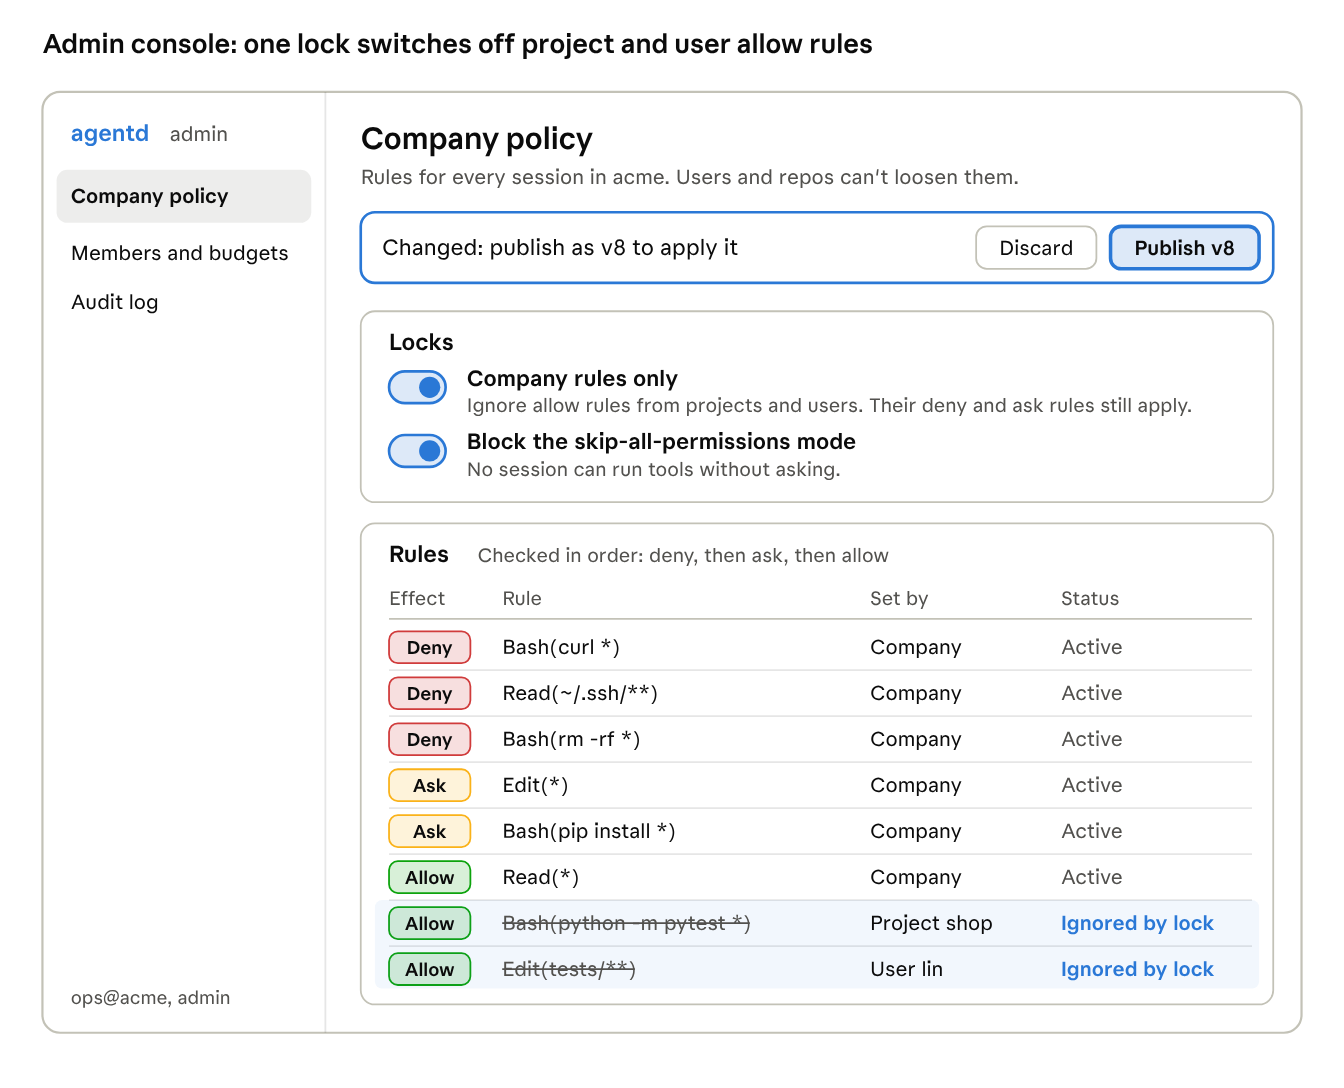 Admin console: one lock switches off project and user allow rules
agentd admin
Company policy
Members and budgets
Audit log
ops@acme, admin
Company policy
Rules for every session in acme. Users and repos can't loosen them.
Changed: publish as v8 to apply it Discard Publish v8
Locks
Company rules only
Ignore allow rules from projects and users. Their deny and ask rules still apply.
Block the skip-all-permissions mode
No session can run tools without asking.
Rules Checked in order: deny, then ask, then allow
Effect Rule Set by Status
Deny Bash(curl *) Company Active
Deny Read(~/.ssh/**) Company Active
Deny Bash(rm -rf *) Company Active
Ask Edit(*) Company Active
Ask Bash(pip install *) Company Active
Allow Read(*) Company Active
Allow Bash(python -m pytest *) Project shop Ignored by lock
Allow Edit(tests/**) User lin Ignored by lock